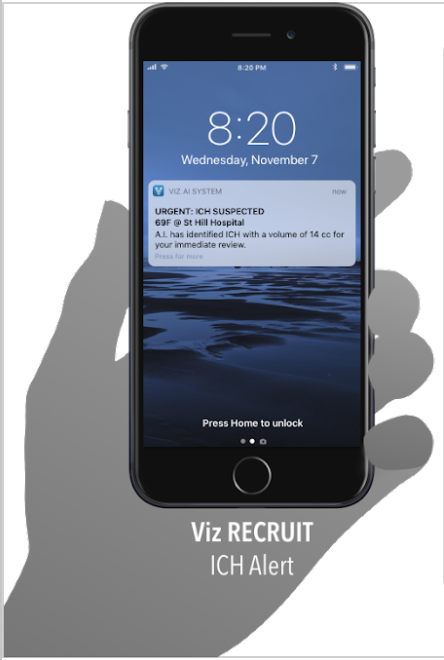 8:20 PM
8:20
Wednesday, November 7
VIZ AI SYSTEM now
URGENT: ICH SUSPECTED
69F @ St Hill Hospital
A.I. has identified ICH with a volume of 14 cc for
your immediate review.
Press for more
Press Home to unlock
Viz RECRUIT
ICH Alert